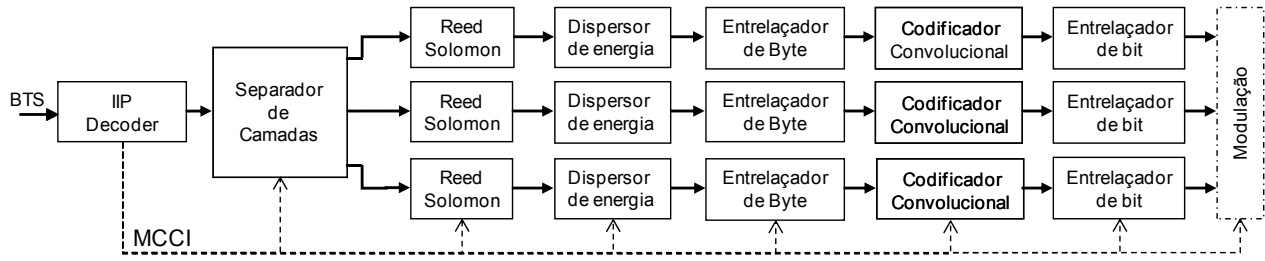 BTS
IIP
Decoder
Separador
de
Camadas
Reed
Solomon
Dispersor
de energia
Entrelaçador
de Byte
Codificador
Convolucional
Entrelaçador
de bit
Reed
Solomon
Dispersor
de energia
Entrelaçador
de Byte
Codificador
Convolucional
Entrelaçador
de bit
Reed
Solomon
Dispersor
de energia
Entrelaçador
de Byte
Codificador
Convolucional
Entrelaçador
de bit
Modulação
MCCI